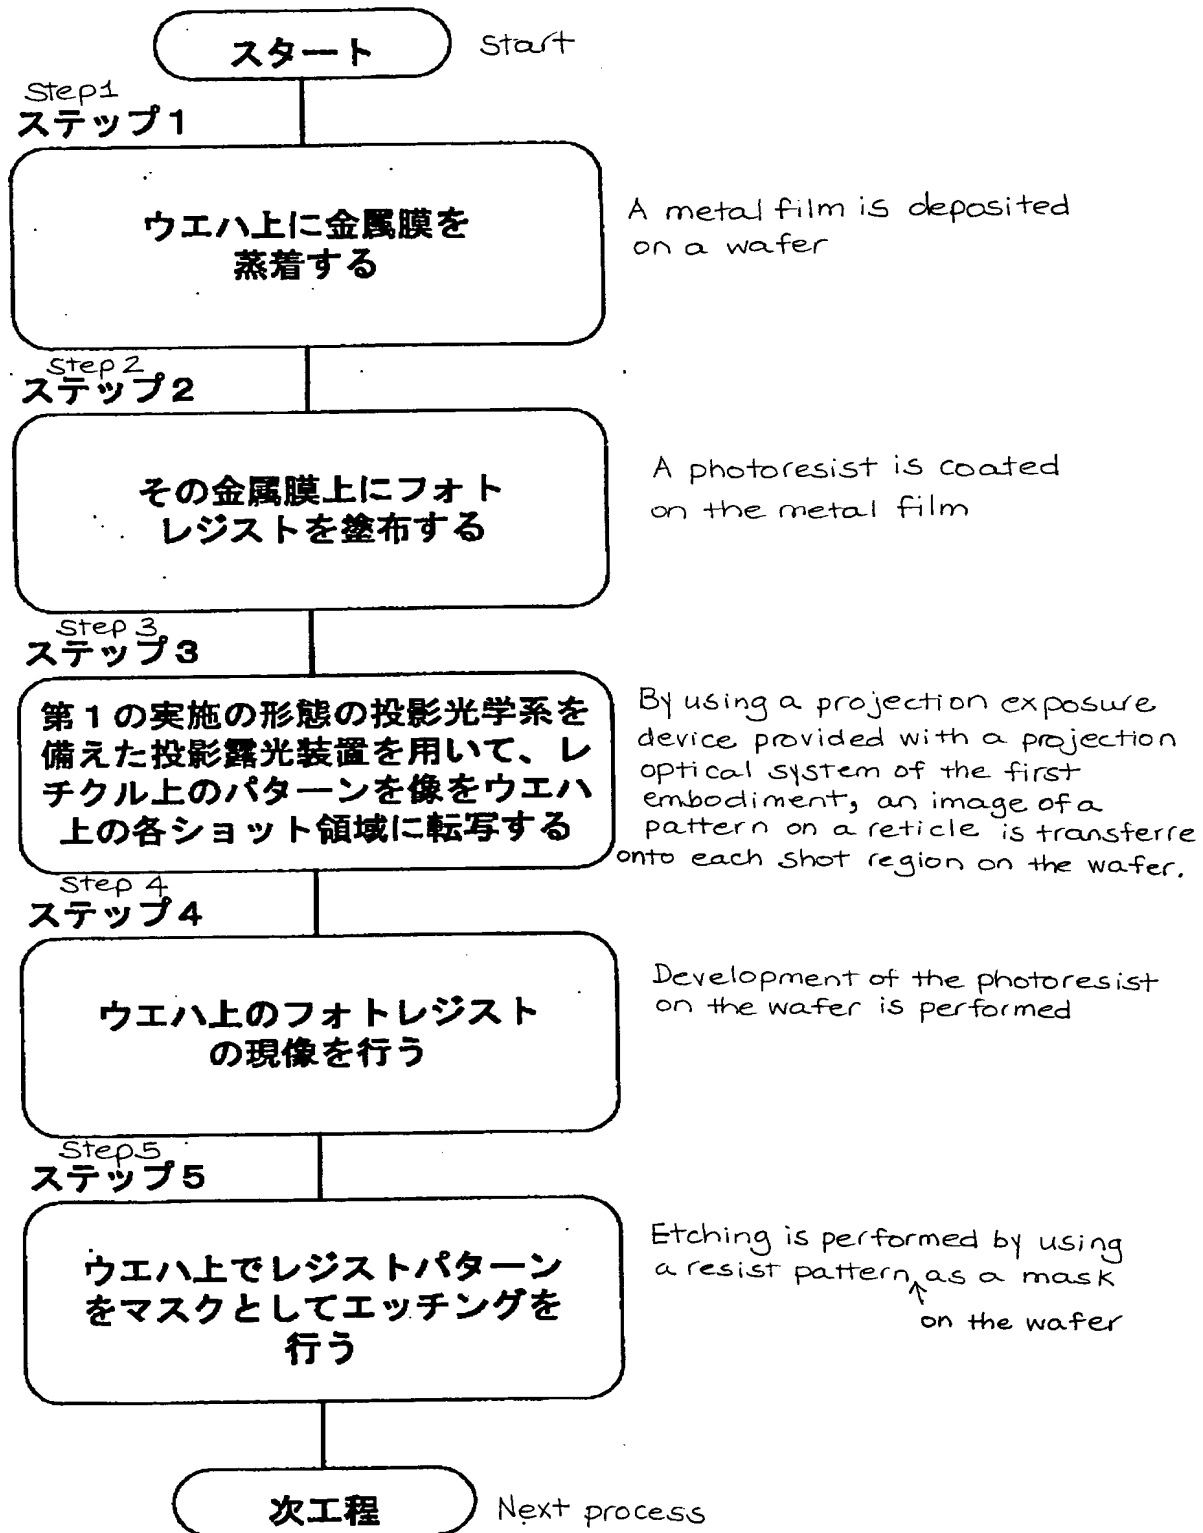 スタート
Start
Step1
ステップ1
ウエハ上に金属膜を
蒸着する
A metal film is deposited
on a wafer
Step 2
ステップ2
その金属膜上にフォト
レジストを塗布する
A photoresist is coated
on the metal film
Step 3
ステップ3
第1の実施の形態の投影光学系を
備えた投影露光装置を用いて、レ
チクル上のパターンを像をウエハ
上の各ショット領域に転写する
By using a projection exposure
device provided with a projection
optical system of the first
embodiment, an image of a
pattern on a reticle is transferre
onto each shot region on the wafer.
Step 4
ステップ4
ウエハ上のフォトレジスト
の現像を行う
Development of the photoresist
on the wafer is performed
Step5
ステップ5
ウエハ上でレジストパターン
をマスクとしてエッチングを
行う
Etching is performed by using
a resist pattern as a mask
on the wafer
次工程
Next process